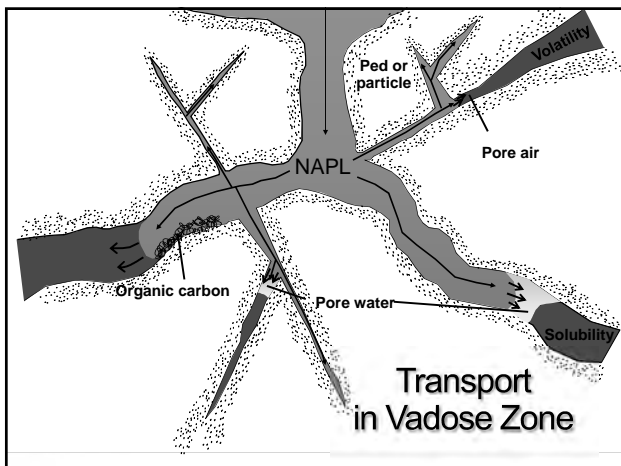 Volatility
Ped or
particle
Pore air
NAPL
Organic carbon
Pore water
Solubility
Transport
in Vadose Zone